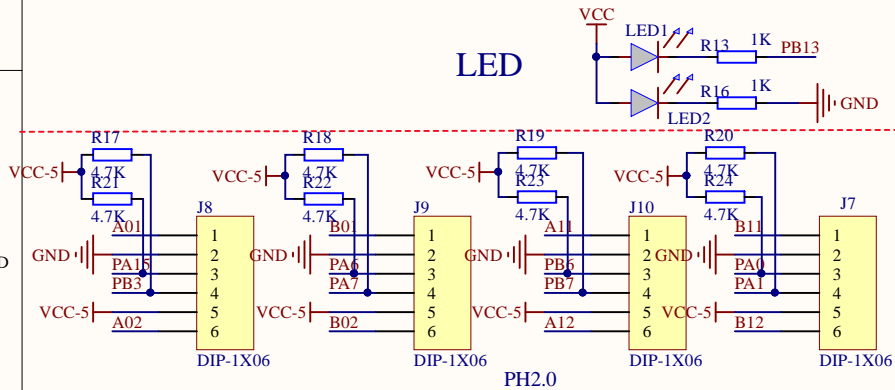 VCC
LED
LED1
R13
1K
PB13
R16
1K
GND
LED2
R17
4.7K
VCC-5
R21
4.7K
R18
4.7K
VCC-5
R22
4.7K
R19
4.7K
VCC-5
R23
4.7K
R20
4.7K
VCC-5
R24
4.7K
J8
A01
1
GND
2
PA15
3
PB3
4
VCC-5
5
A02
6
DIP-1X06
J9
B01
1
GND
2
PA6
3
PA7
4
VCC-5
5
B02
6
DIP-1X06
J10
A11
1
GND
2
PB6
3
PB7
4
VCC-5
5
A12
6
DIP-1X06
J7
B11
1
GND
2
PA0
3
PA1
4
VCC-5
5
B12
6
DIP-1X06
PH2.0